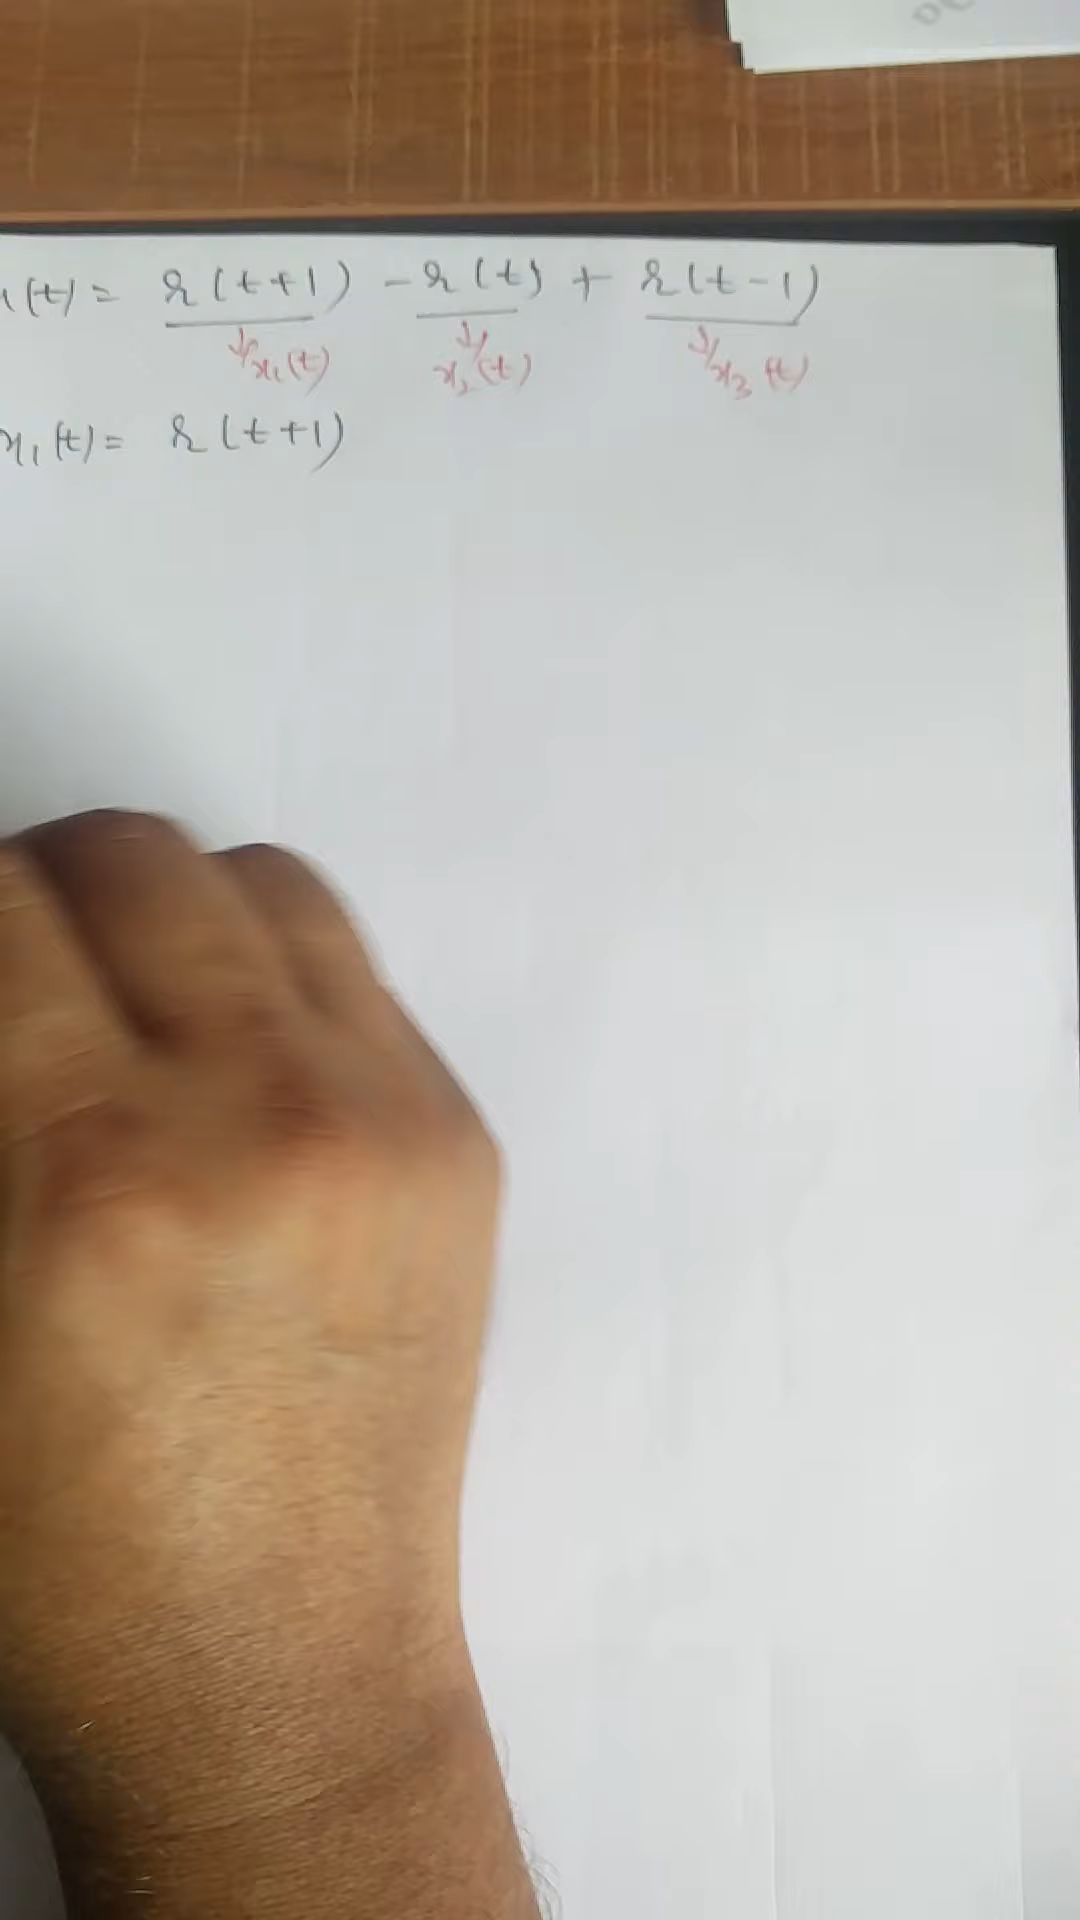 x(t) = r(t+1) - r(t) + r(t-1)
x₁(t) x₂(t) x₃(t)
x₁(t) = r(t+1)